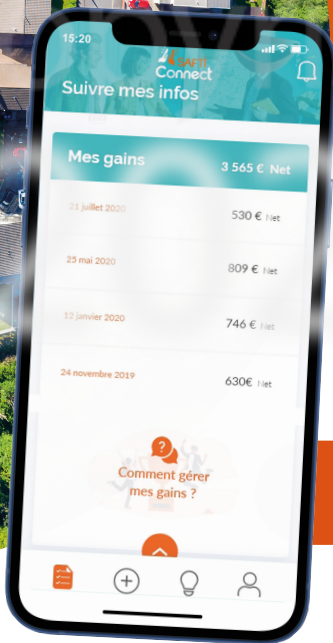 15:20
SAFTI
Connect
Suivre mes infos
Mes gains 3 565 € Net
21 juillet 2020 530 € Net
25 mai 2020 809 € Net
12 janvier 2020 746 € Net
24 novembre 2019 630€ Net
?
Comment gérer
mes gains ?